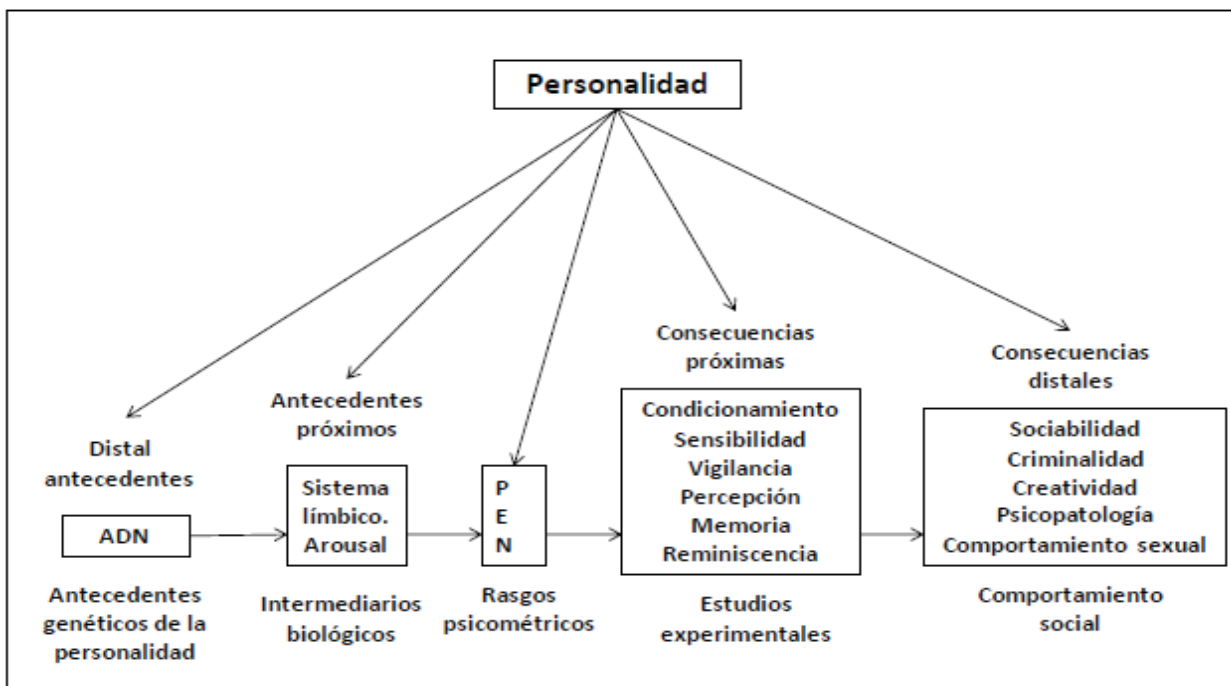 Personalidad
Distal
antecedentes
ADN
Antecedentes
genéticos de la
personalidad
Antecedentes
próximos
Sistema
límbico.
Arousal
Intermediarios
biológicos
P
E
N
Rasgos
psicométricos
Consecuencias
próximas
Condicionamiento
Sensibilidad
Vigilancia
Percepción
Memoria
Reminiscencia
Estudios
experimentales
Consecuencias
distales
Sociabilidad
Criminalidad
Creatividad
Psicopatología
Comportamiento sexual
Comportamiento
social